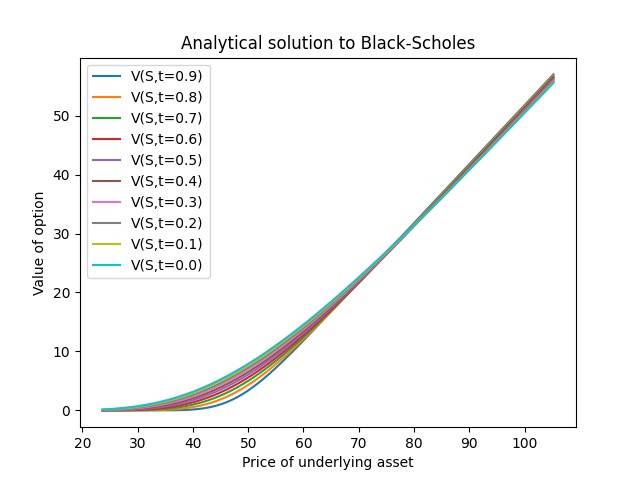 Analytical solution to Black-Scholes
V(S,t=0.9)
V(S,t=0.8)
V(S,t=0.7)
V(S,t=0.6)
V(S,t=0.5)
V(S,t=0.4)
V(S,t=0.3)
V(S,t=0.2)
V(S,t=0.1)
V(S,t=0.0)
Value of option
50
40
30
20
10
0
20 30 40 50 60 70 80 90 100
Price of underlying asset